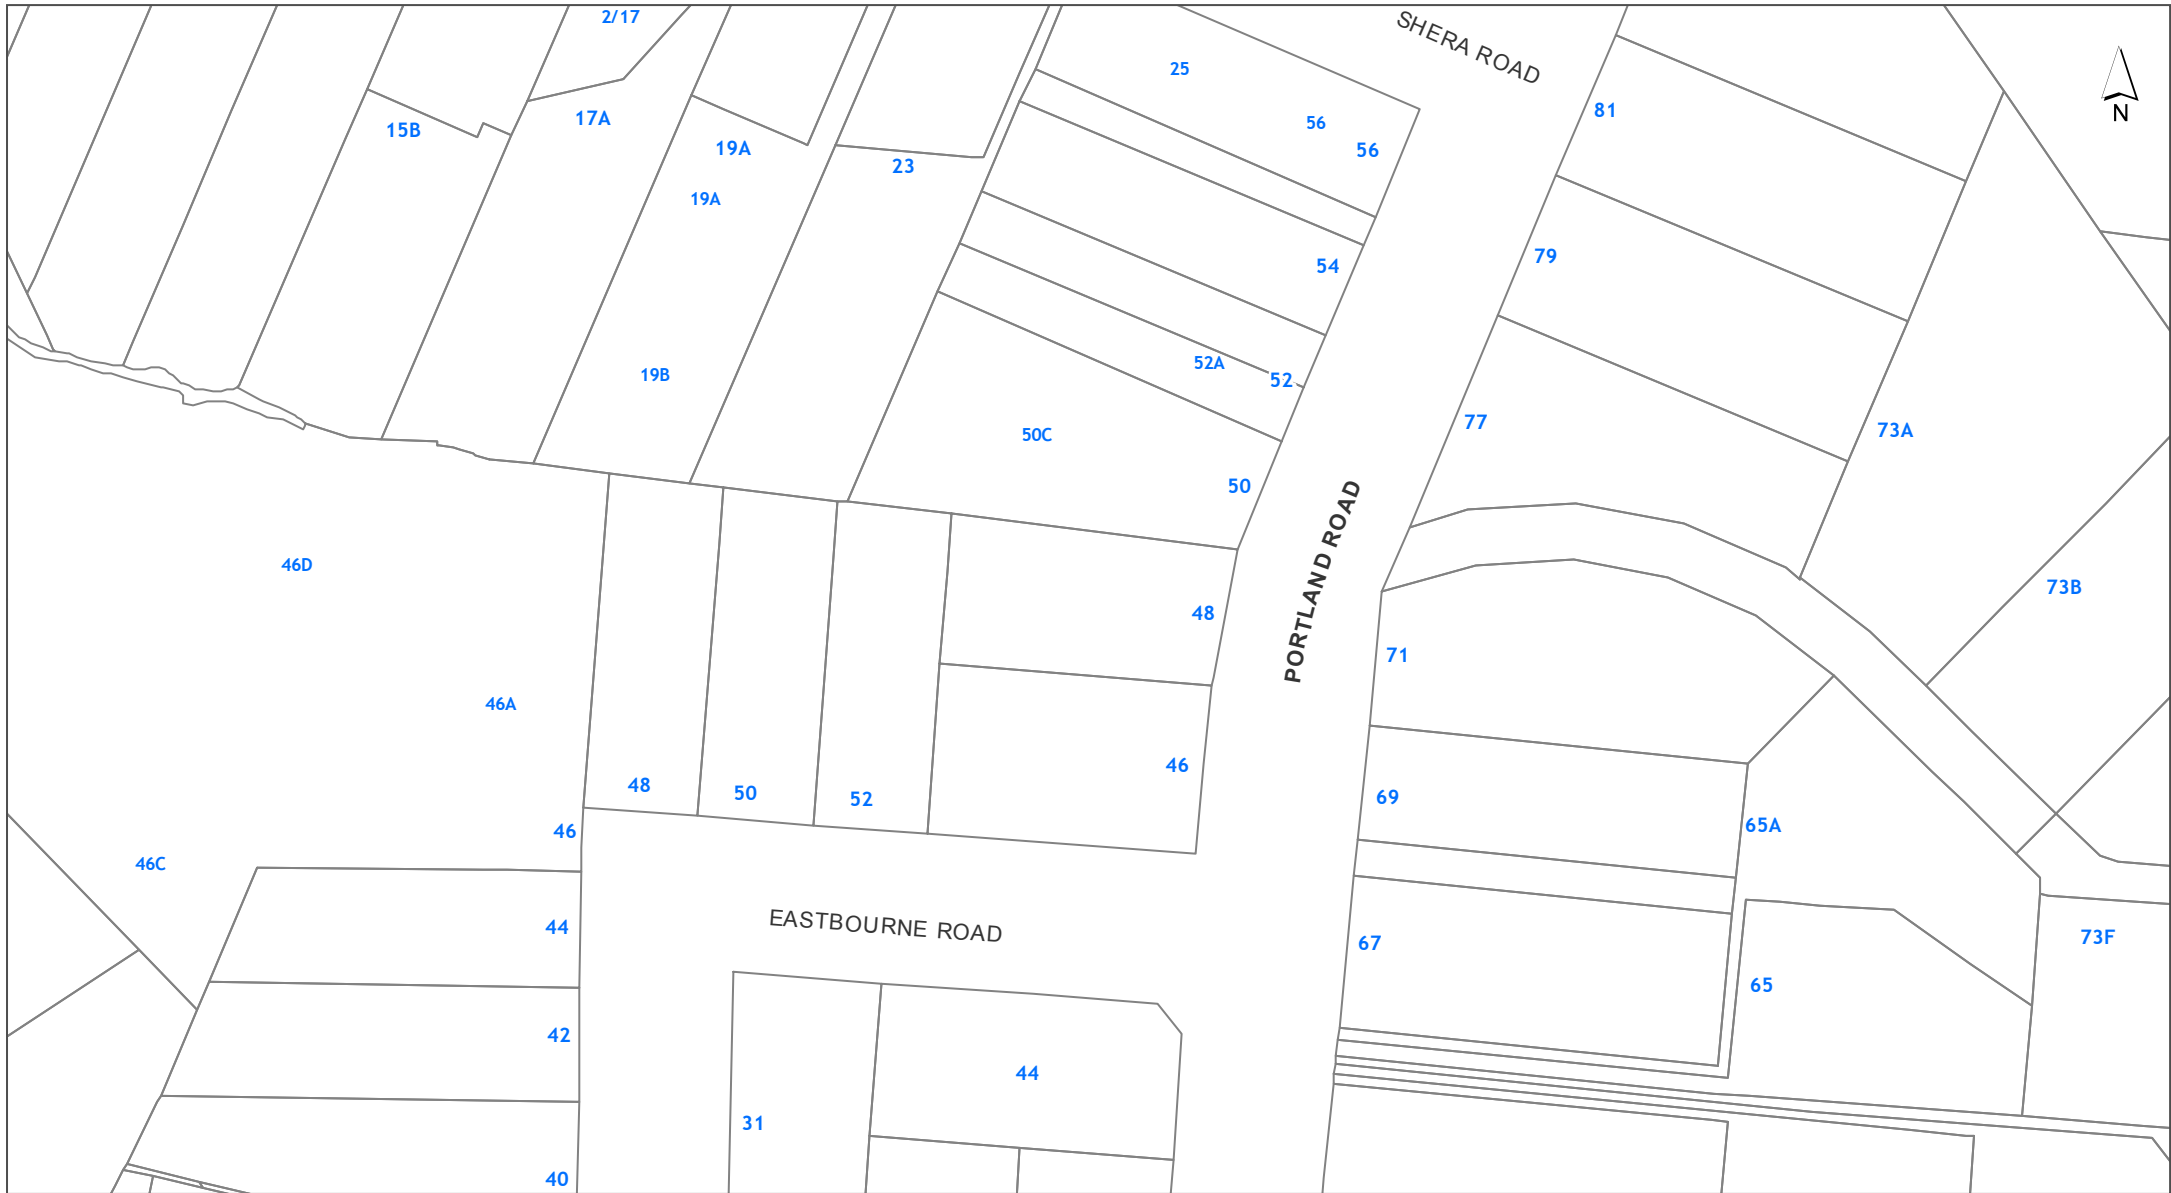 2/17
SHERA ROAD
25
81
17A
56
15B
19A
56
N
23
19A
79
54
52A
19B
52
77
73A
50C
50
PORTLAND ROAD
46D
73B
48
71
46A
46
48
50
52
69
65A
46
46C
44
EASTBOURNE ROAD
67
73F
65
42
44
31
40